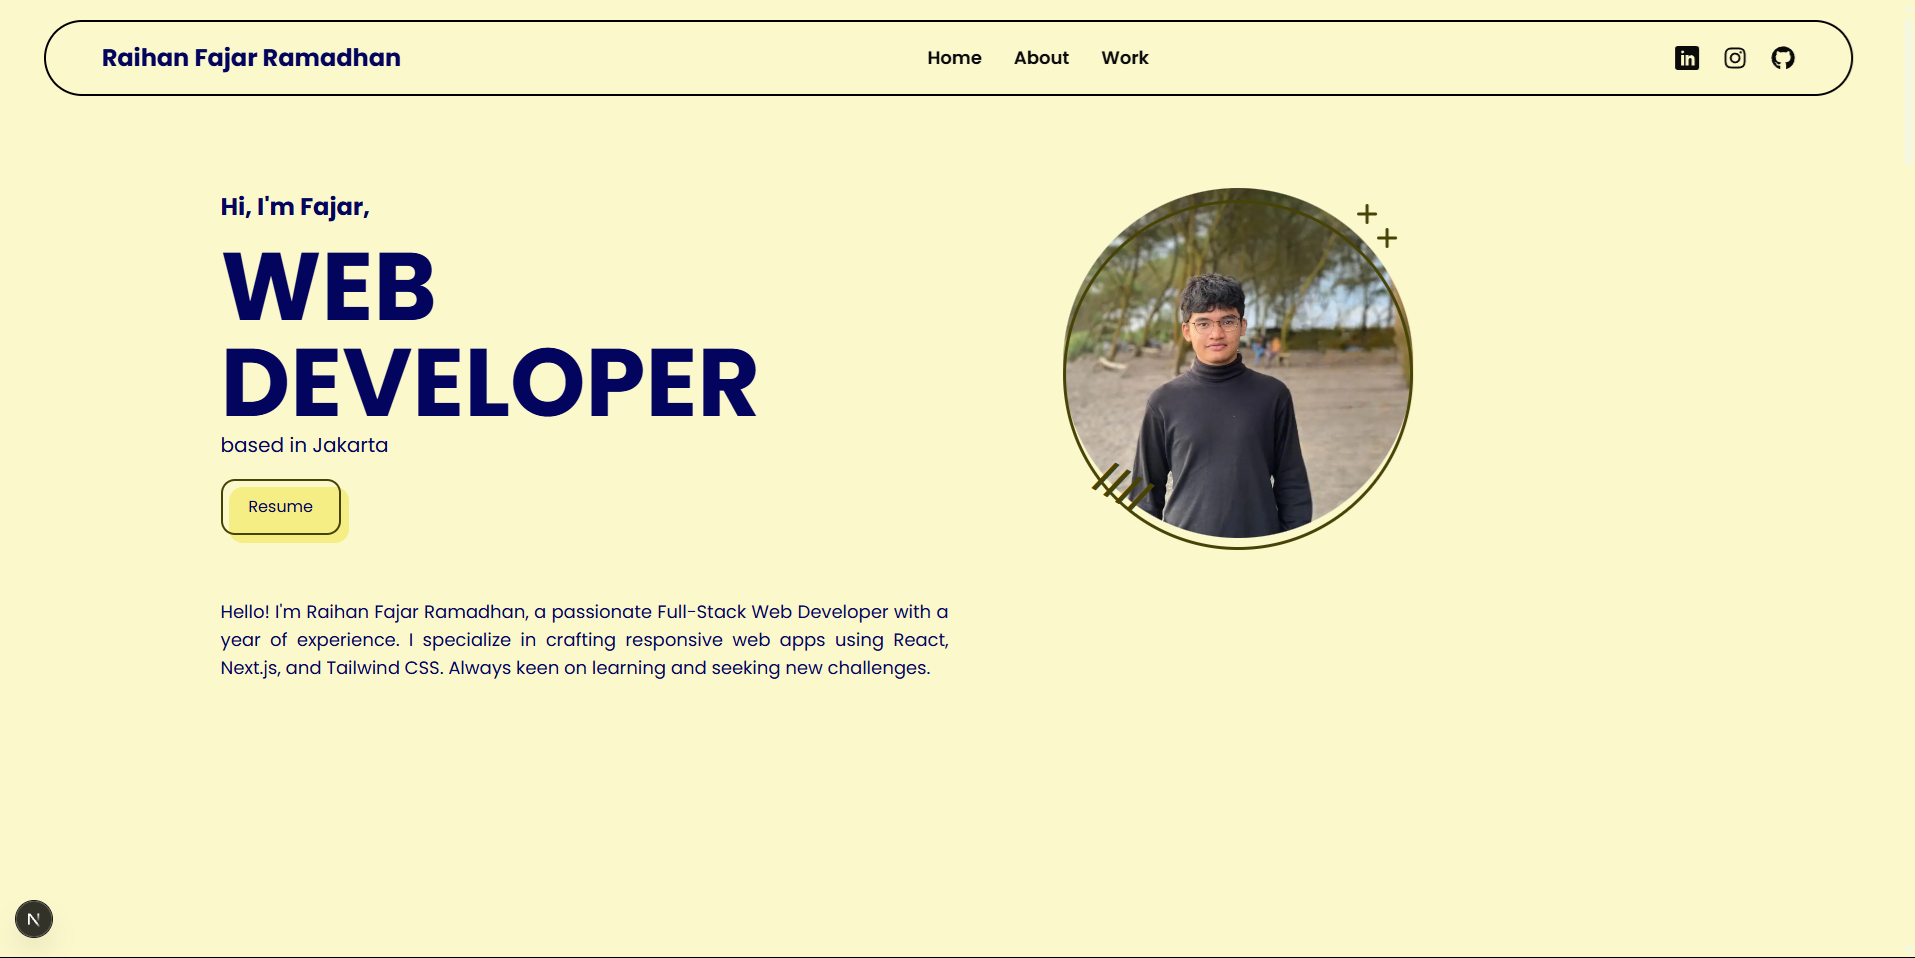 Raihan Fajar Ramadhan
Home About Work
in
Hi, I'm Fajar,
WEB
DEVELOPER
based in Jakarta
Resume
Hello! I'm Raihan Fajar Ramadhan, a passionate Full-Stack Web Developer with a
year of experience. I specialize in crafting responsive web apps using React,
Next.js, and Tailwind CSS. Always keen on learning and seeking new challenges.
N